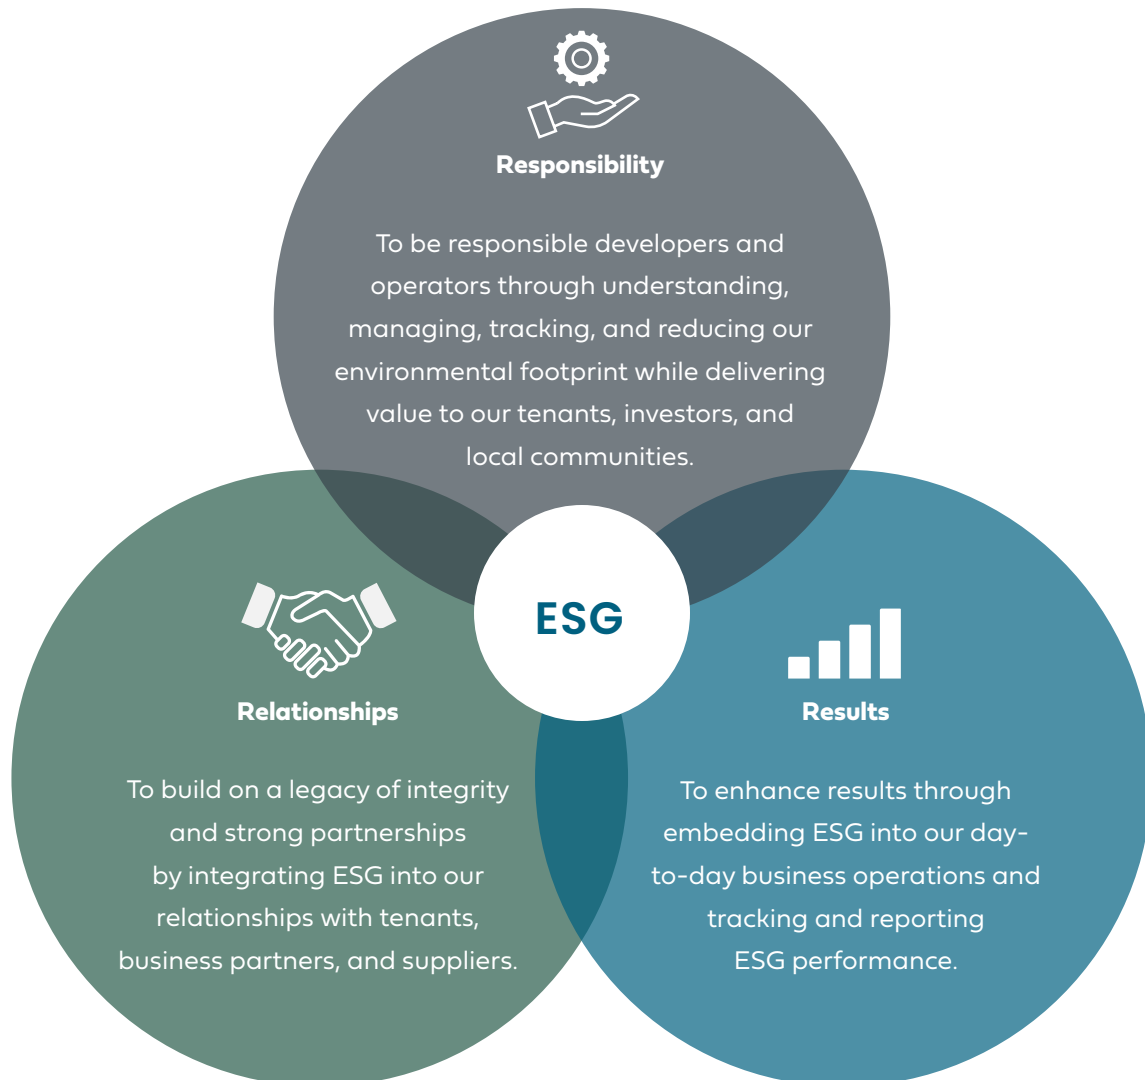 Responsibility
To be responsible developers and
operators through understanding,
managing, tracking, and reducing our
environmental footprint while delivering
value to our tenants, investors, and
local communities.
ESG
Relationships
To build on a legacy of integrity
and strong partnerships
by integrating ESG into our
relationships with tenants,
business partners, and suppliers.
Results
To enhance results through
embedding ESG into our day-
to-day business operations and
tracking and reporting
ESG performance.